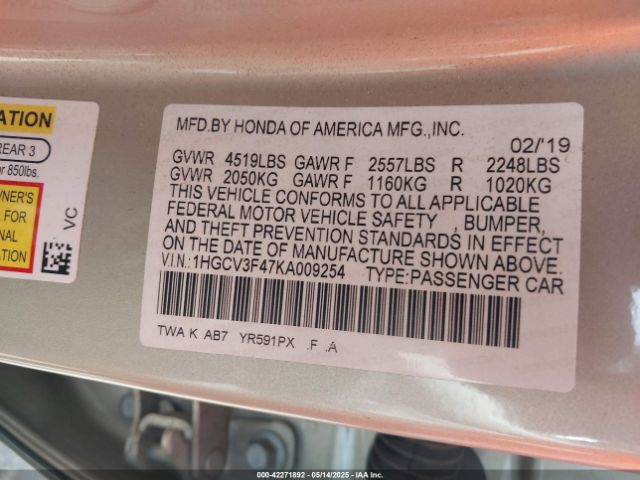 ATION
REAR 3
r 850lbs.
WNER'S
FOR
NAL
ATION
VC
MFD.BY HONDA OF AMERICA MFG.,INC.
02/'19
GVWR 4519LBS GAWR F 2557LBS R 2248LBS
GVWR 2050KG GAWR F 1160KG R 1020KG
THIS VEHICLE CONFORMS TO ALL APPLICABLE
FEDERAL MOTOR VEHICLE SAFETY , BUMPER,
AND THEFT PREVENTION STANDARDS IN EFFECT
ON THE DATE OF MANUFACTURE SHOWN ABOVE.
V.I.N.:1HGCV3F47KA009254 TYPE:PASSENGER CAR
TWA K AB7 YR591PX .F .A
000-42271892 - 05/14/2025 - IAA, Inc.